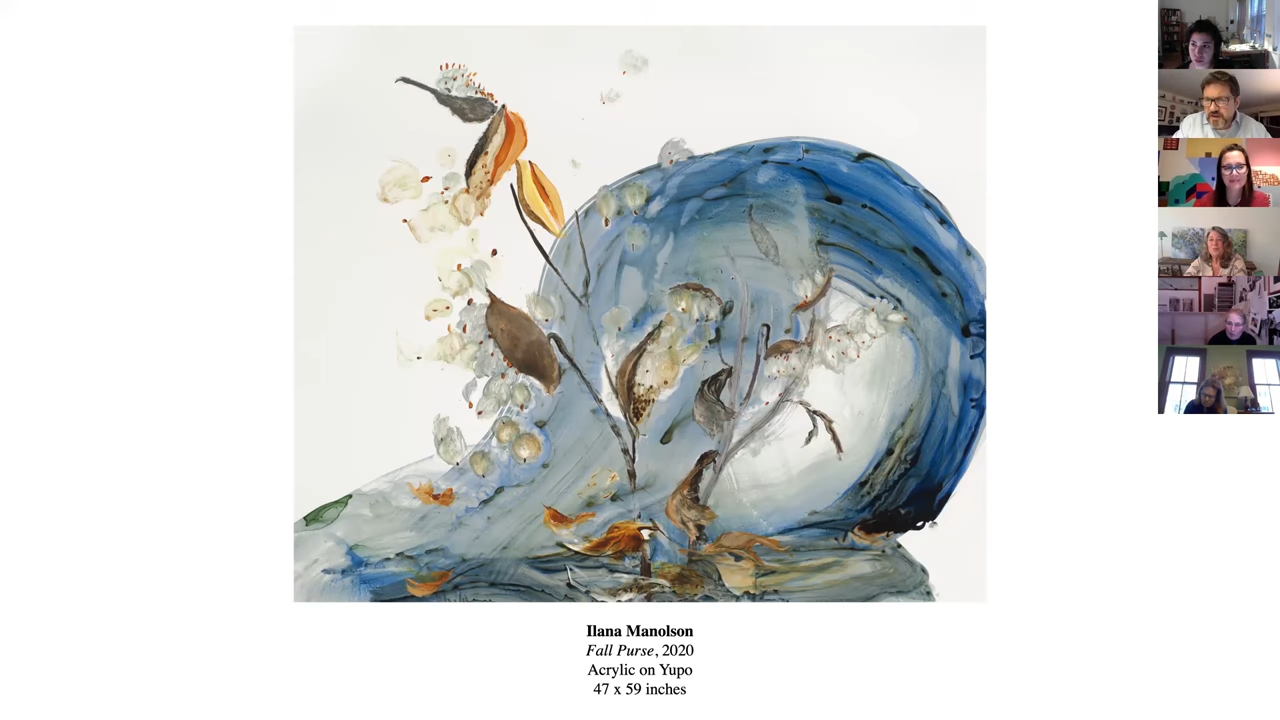 Ilana Manolson
Fall Purse, 2020
Acrylic on Yupo
47 x 59 inches